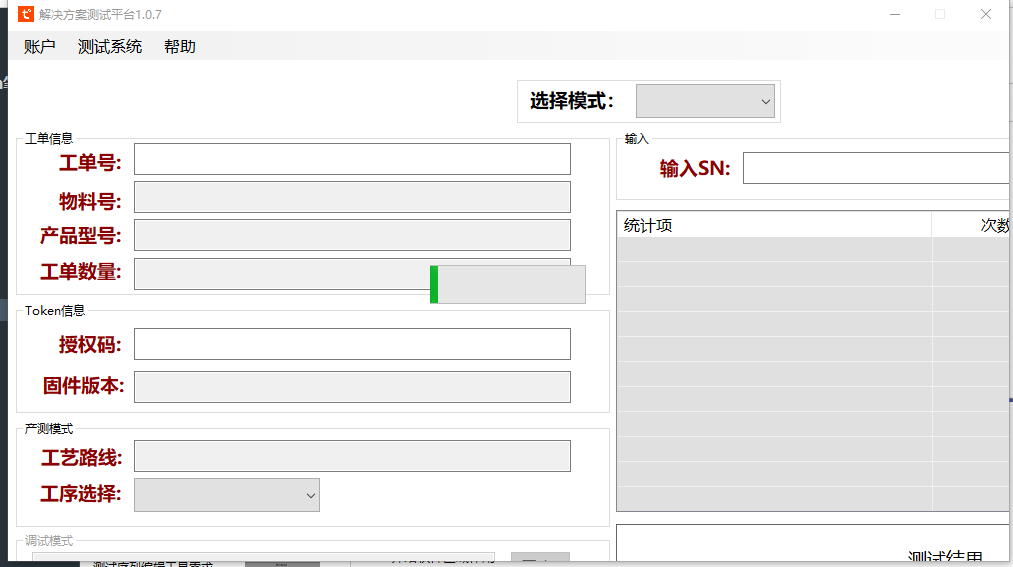 解决方案测试平台1.0.7
账户 测试系统 帮助
选择模式：
工单信息
工单号:
物料号:
产品型号:
工单数量:
Token信息
授权码:
固件版本:
产测模式
工艺路线:
工序选择:
调试模式
输入
输入SN:
统计项 次数
测试结果